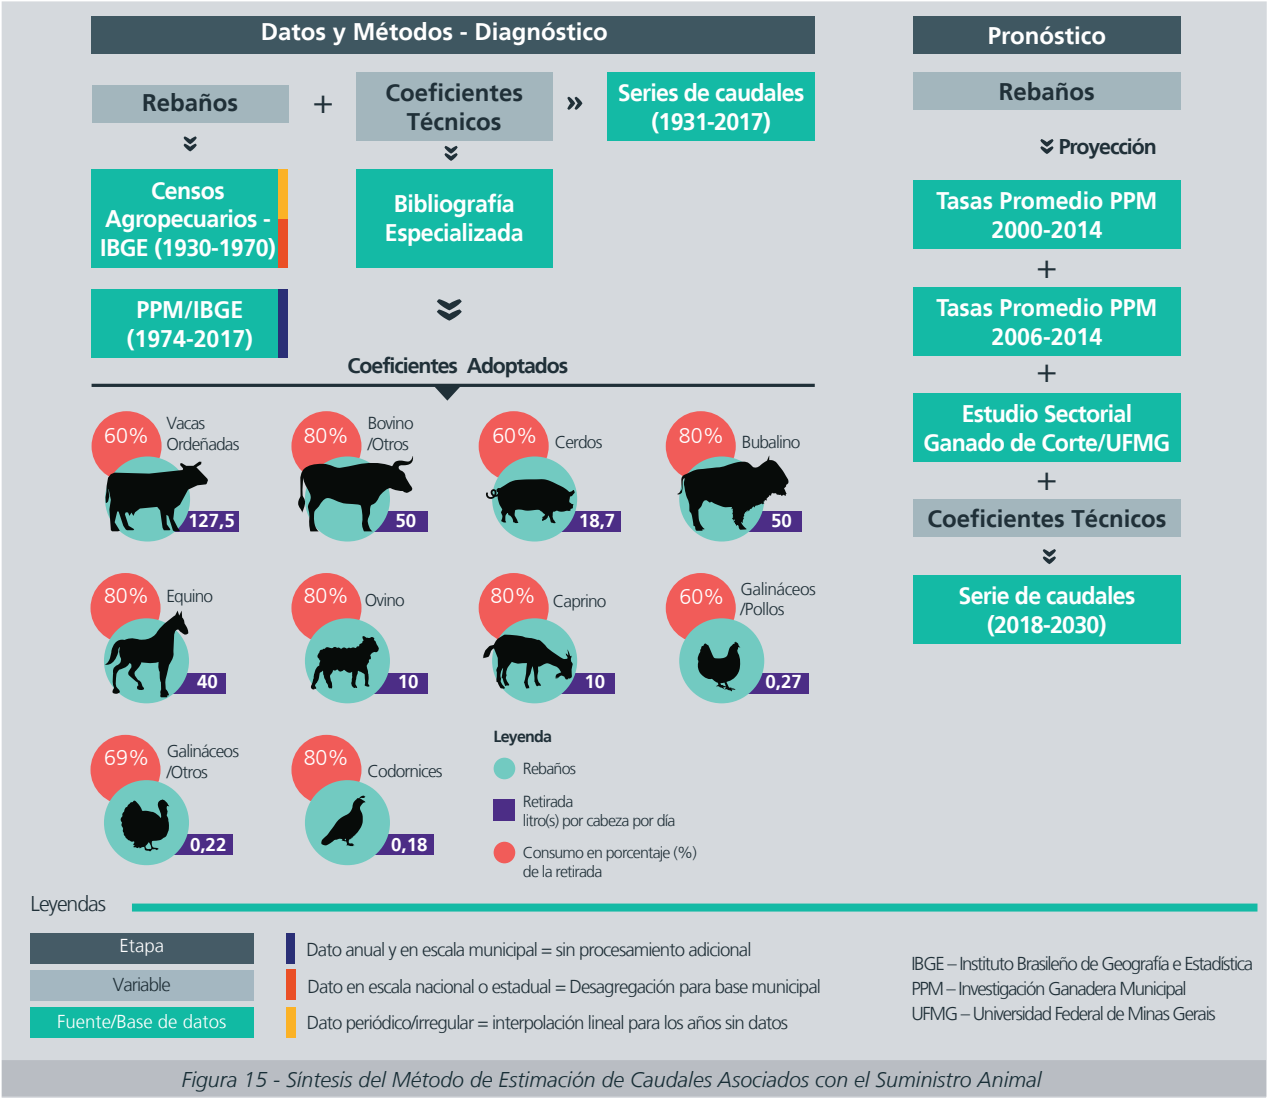 Datos y Métodos - Diagnóstico
Rebaños
+
Coeficientes
Técnicos
»
Series de caudales
(1931-2017)
Censos
Agropecuarios -
IBGE (1930-1970)
Bibliografía
Especializada
PPM/IBGE
(1974-2017)
Coeficientes Adoptados
60%
Vacas
Ordeñadas
127,5
80%
Bovino
/Otros
50
60%
Cerdos
18,7
80%
Bubalino
50
80%
Equino
40
80%
Ovino
10
80%
Caprino
10
60%
Galináceos
/Pollos
0,27
69%
Galináceos
/Otros
0,22
80%
Codornices
0,18
Leyenda
Rebaños
Retirada
litro(s) por cabeza por día
Consumo en porcentaje (%)
de la retirada
Pronóstico
Rebaños
Proyección
Tasas Promedio PPM
2000-2014
+
Tasas Promedio PPM
2006-2014
+
Estudio Sectorial
Ganado de Corte/UFMG
+
Coeficientes Técnicos
Serie de caudales
(2018-2030)
Leyendas
Etapa
Variable
Fuente/Base de datos
Dato anual y en escala municipal = sin procesamiento adicional
Dato en escala nacional o estadual = Desagregación para base municipal
Dato periódico/irregular = interpolación lineal para los años sin datos
IBGE – Instituto Brasileño de Geografía e Estadística
PPM – Investigación Ganadera Municipal
UFMG – Universidad Federal de Minas Gerais
Figura 15 - Síntesis del Método de Estimación de Caudales Asociados con el Suministro Animal